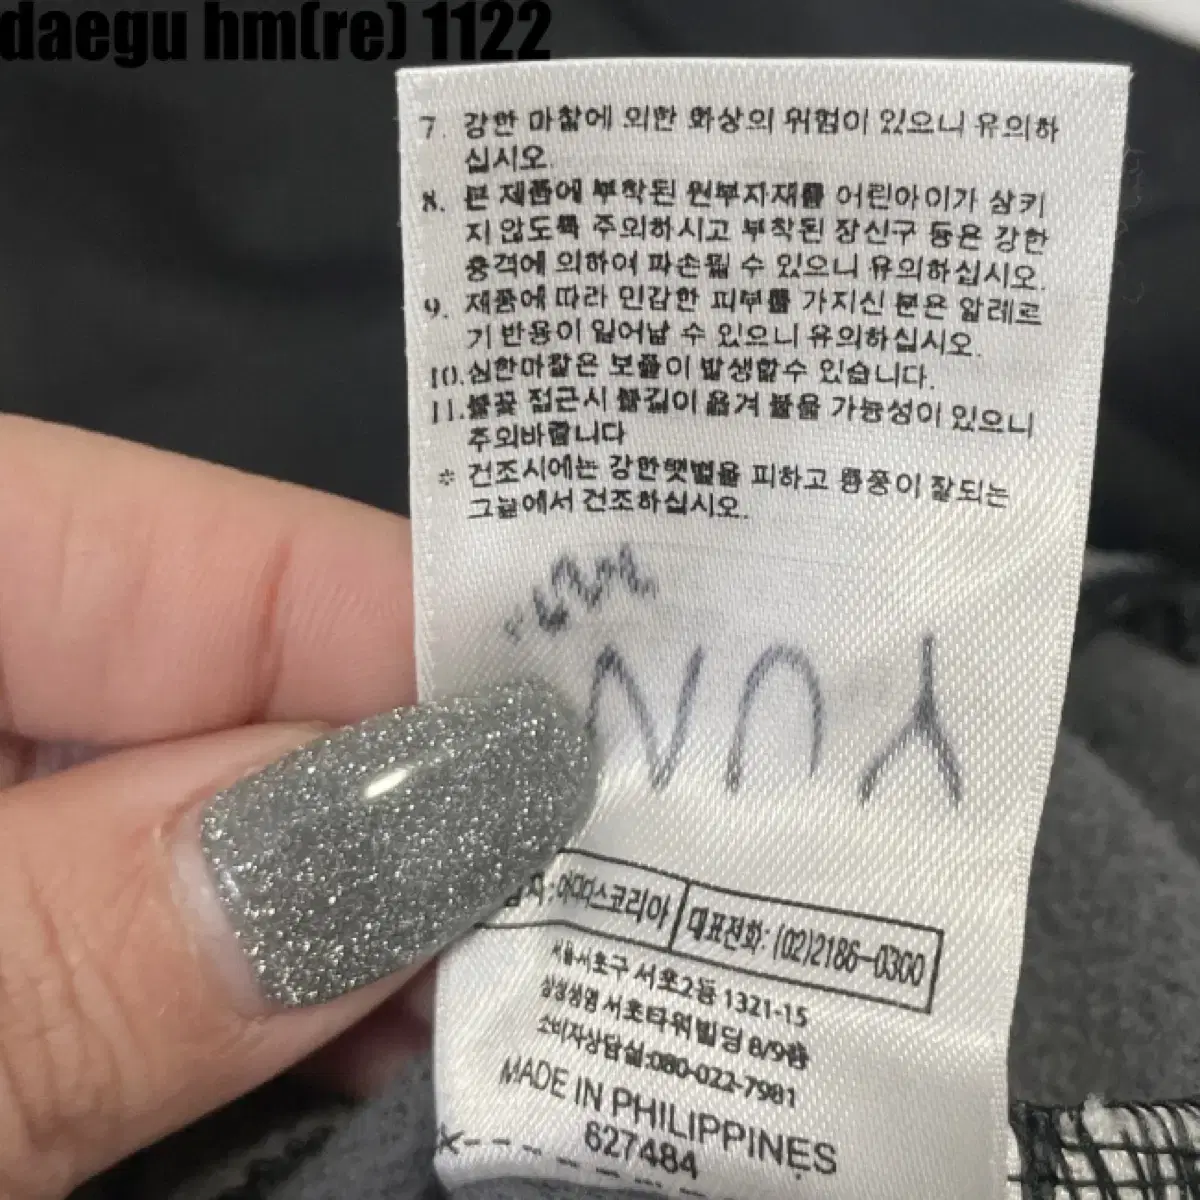 daegu hm(re) 1122
7. 강한 마찰에 의한 화상의 위험이 있으니 유의하
십시오.
8. 본 제품에 부착된 원부자재를 어린아이가 삼키
지 않도록 주의하시고 부착된 장신구 등은 강한
충격에 의하여 파손될 수 있으니 유의하십시오.
9. 제품에 따라 민감한 피부를 가지신 분은 알레르
기 반응이 일어날 수 있으니 유의하십시오.
10. 심한마찰은 보풀이 발생할수 있습니다.
11. 불꽃 접근시 불길이 옮겨 붙을 가능성이 있으니
주의바랍니다
* 건조시에는 강한햇볕을 피하고 통풍이 잘되는
그늘에서 건조하십시오.
아디다스코리아 대표전화: (02)2186-0300
서울서초구 서초2동 1321-15
삼성생명 서초타워빌딩 8/9층
소비자상담실:080-022-7981
MADE IN PHILIPPINES
627484